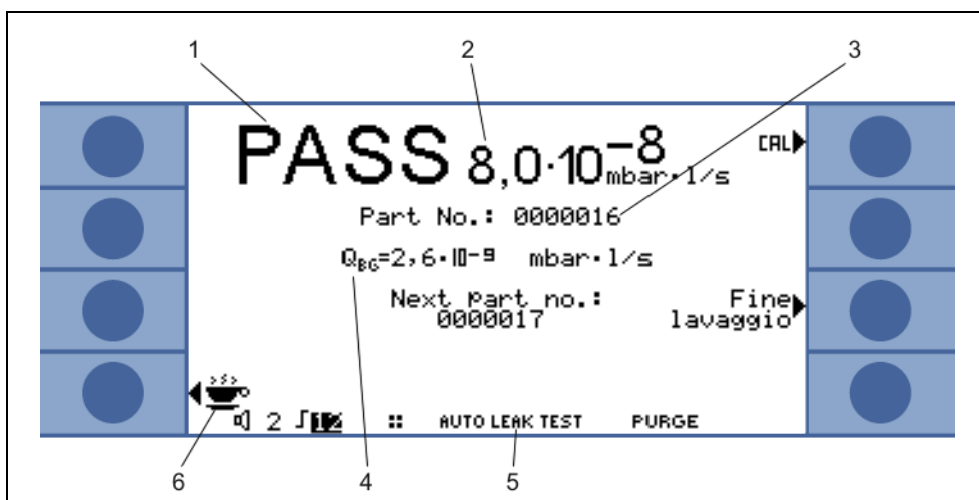 1 2 3
PASS 8,0·10⁻⁸ mbar·l/s
CAL
Part No.: 0000016
Q_BG=2,6·10⁻⁹ mbar·l/s
Next part no.:
0000017
Fine
lavaggio
2
AUTO LEAK TEST
PURGE
6 4 5